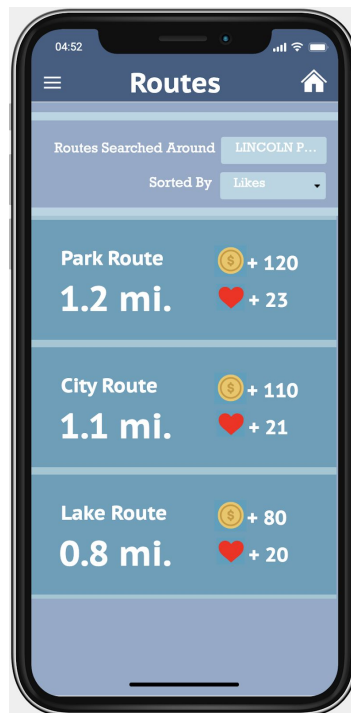 04:52
Routes
Routes Searched Around LINCOLN P...
Sorted By Likes
Park Route
+ 120
1.2 mi.
+ 23
City Route
+ 110
1.1 mi.
+ 21
Lake Route
+ 80
0.8 mi.
+ 20